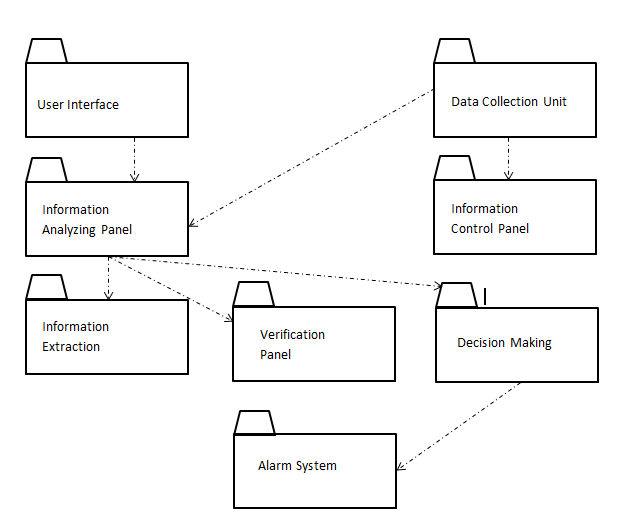 User Interface
Data Collection Unit
Information
Analyzing Panel
Information
Control Panel
Information
Extraction
Verification
Panel
Decision Making
Alarm System